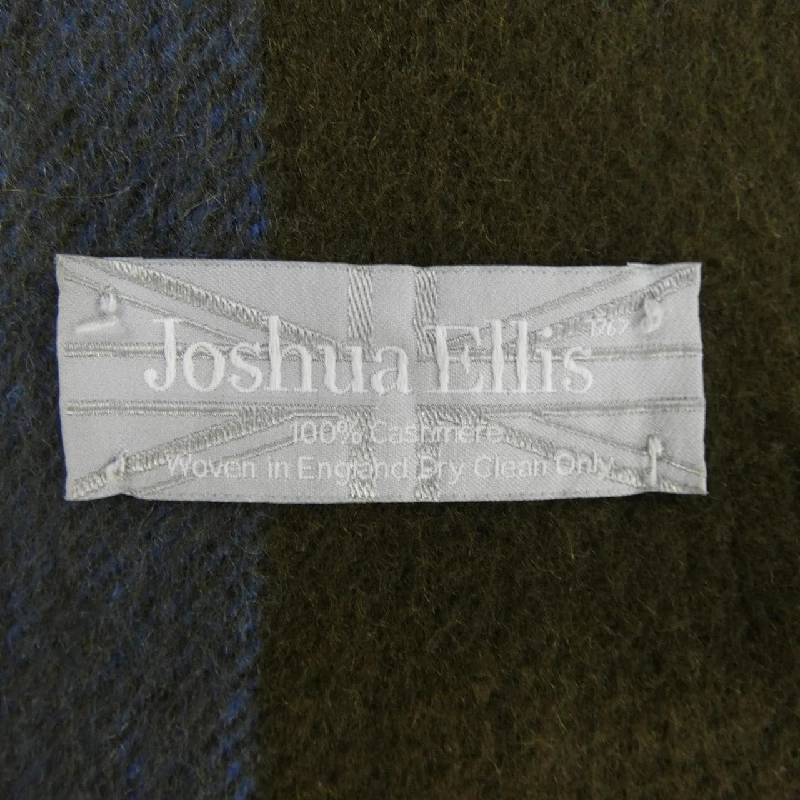 Joshua Ellis 1767
100% Cashmere
Woven in England Dry Clean Only